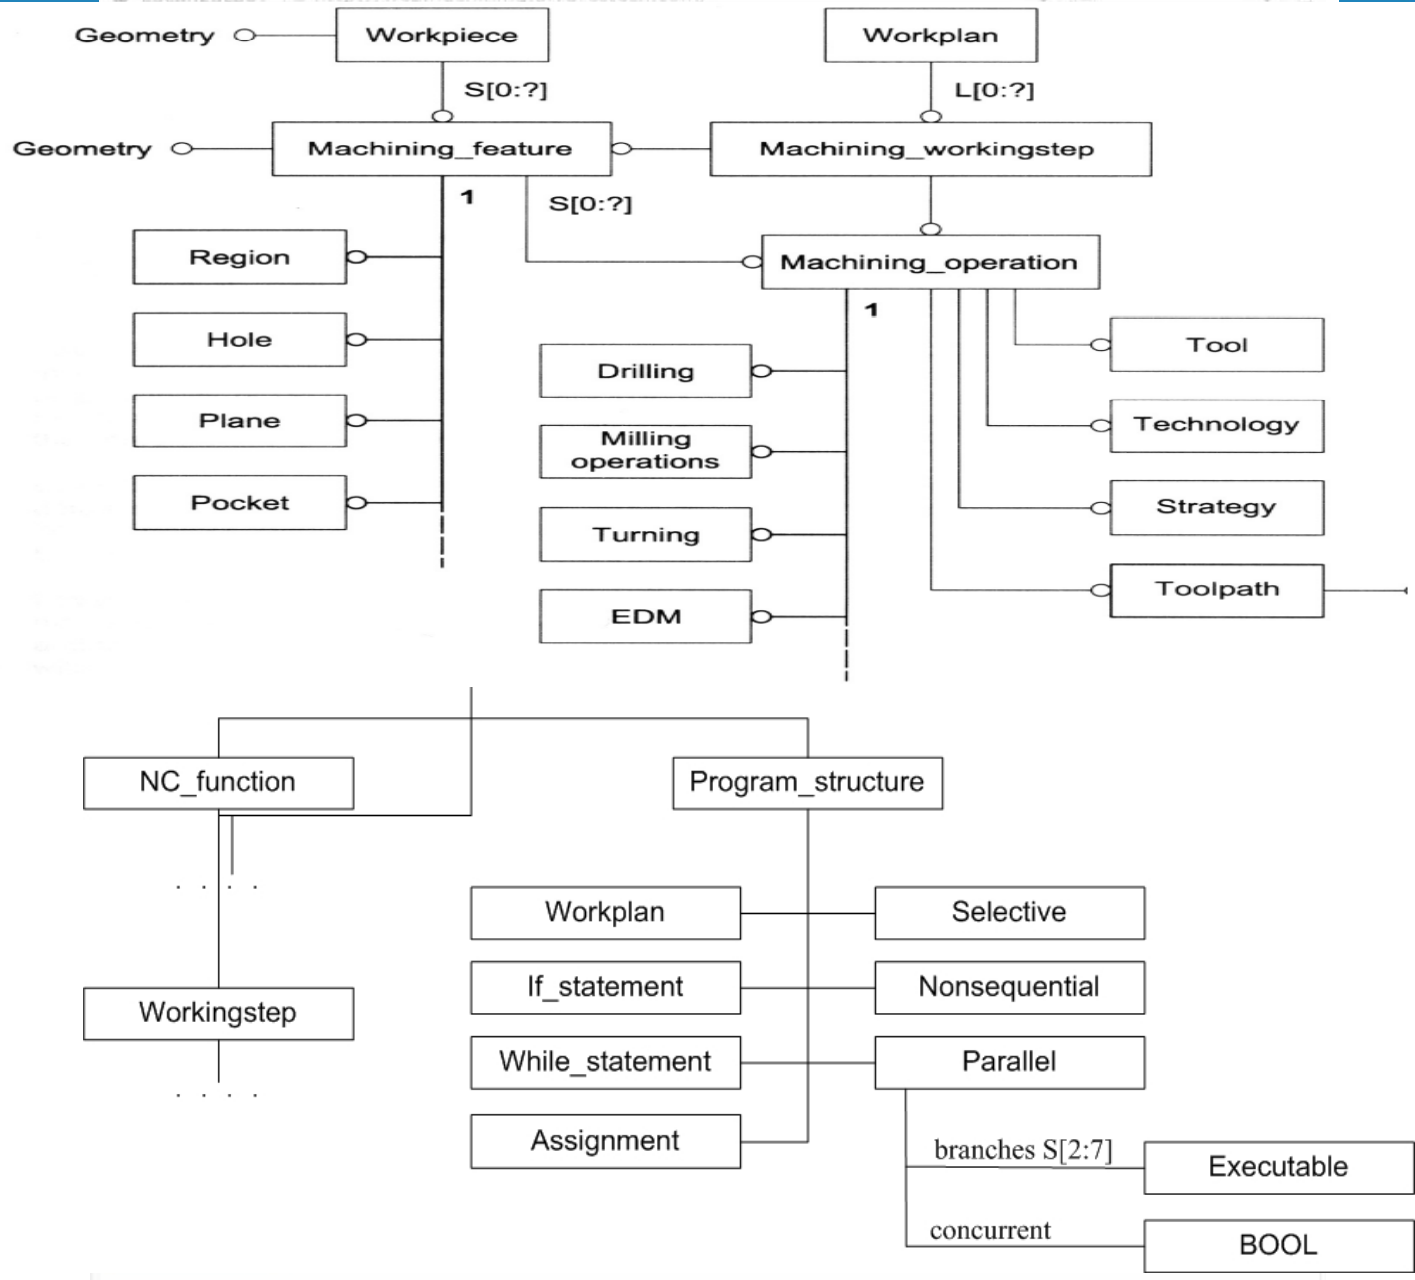 Geometry
Workpiece
Workplan
S[0:?]
L[0:?]
Geometry
Machining_feature
Machining_workingstep
1
S[0:?]
Region
Machining_operation
1
Hole
Tool
Drilling
Plane
Technology
Milling
operations
Pocket
Strategy
Turning
Toolpath
EDM
NC_function
Program_structure
. . . .
Workplan
Selective
If_statement
Nonsequential
Workingstep
While_statement
Parallel
. . . .
Assignment
branches S[2:7]
Executable
concurrent
BOOL